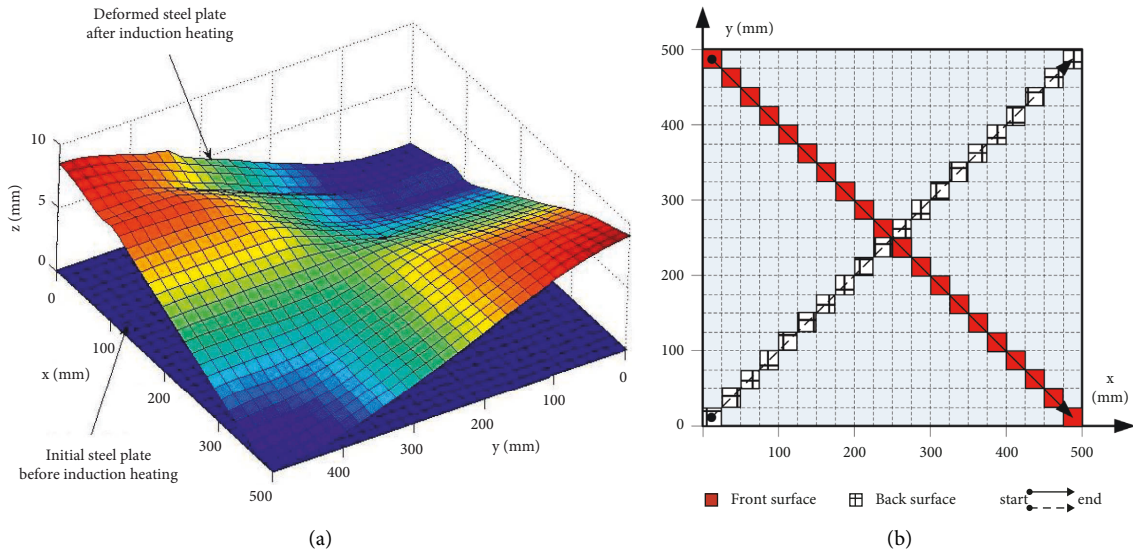 Deformed steel plate
after induction heating
10
5
0
z (mm)
0
100
200
300
500
x (mm)
400
300
200
100
0
y (mm)
Initial steel plate
before induction heating
(a)
y (mm)
500
400
300
200
100
0
100
200
300
400
500
x
(mm)
Front surface
Back surface
start
end
(b)